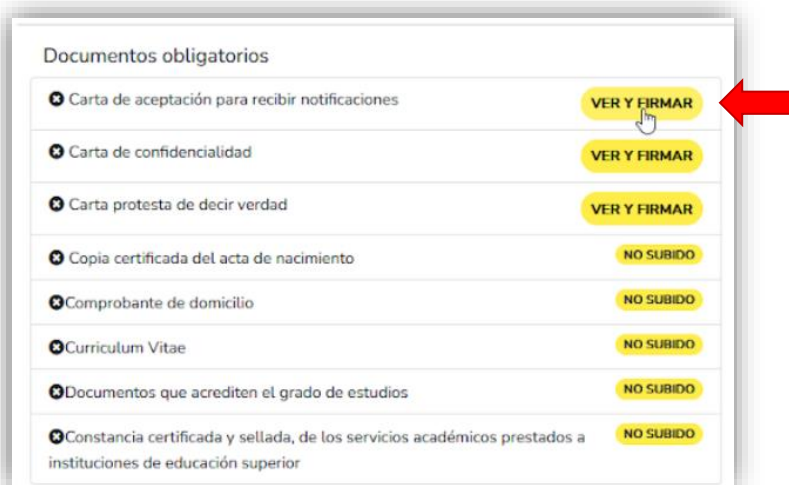 Documentos obligatorios
Carta de aceptación para recibir notificaciones VER Y FIRMAR
Carta de confidencialidad VER Y FIRMAR
Carta protesta de decir verdad VER Y FIRMAR
Copia certificada del acta de nacimiento NO SUBIDO
Comprobante de domicilio NO SUBIDO
Curriculum Vitae NO SUBIDO
Documentos que acrediten el grado de estudios NO SUBIDO
Constancia certificada y sellada, de los servicios académicos prestados a NO SUBIDO
instituciones de educación superior